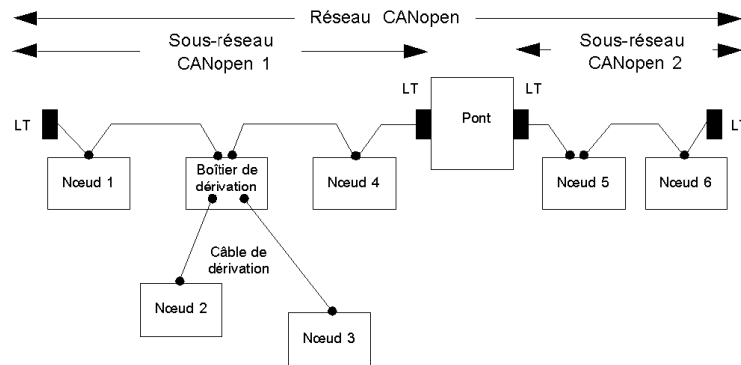 Réseau CANopen
Sous-réseau
CANopen 1
Sous-réseau
CANopen 2
LT
LT
LT
LT
Pont
Nœud 1
Boîtier de
dérivation
Nœud 4
Nœud 5
Nœud 6
Câble de
dérivation
Nœud 2
Nœud 3